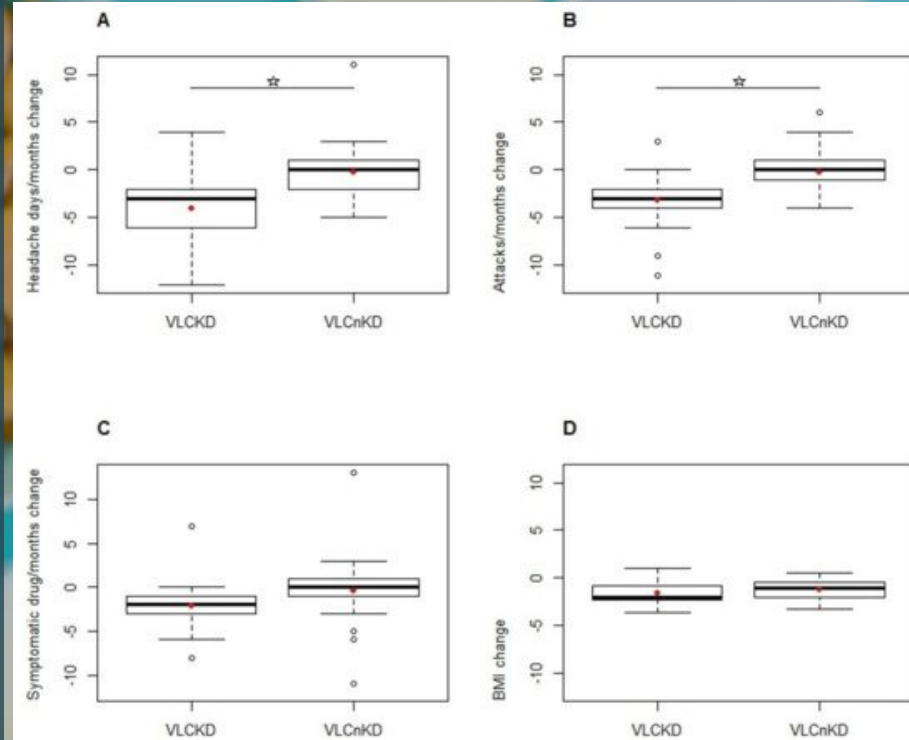 A
Headache days/months change
10
5
0
-5
-10
VLCKD
VLCnKD
B
Attacks/months change
10
5
0
-5
-10
VLCKD
VLCnKD
C
Symptomatic drug/months change
10
5
0
-5
-10
VLCKD
VLCnKD
D
BMI change
10
5
0
-5
-10
VLCKD
VLCnKD